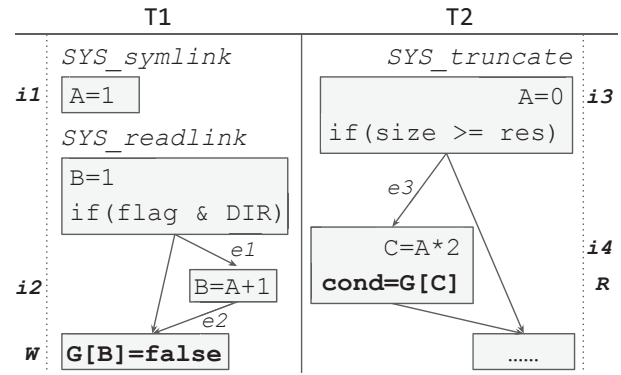 T1 T2
SYS_symlink SYS_truncate
i1 A=1 A=0 i3
SYS_readlink if(size >= res)
B=1
if(flag & DIR) e3
e1 C=A*2 i4
i2 B=A+1 cond=G[C] R
e2
W G[B]=false ......